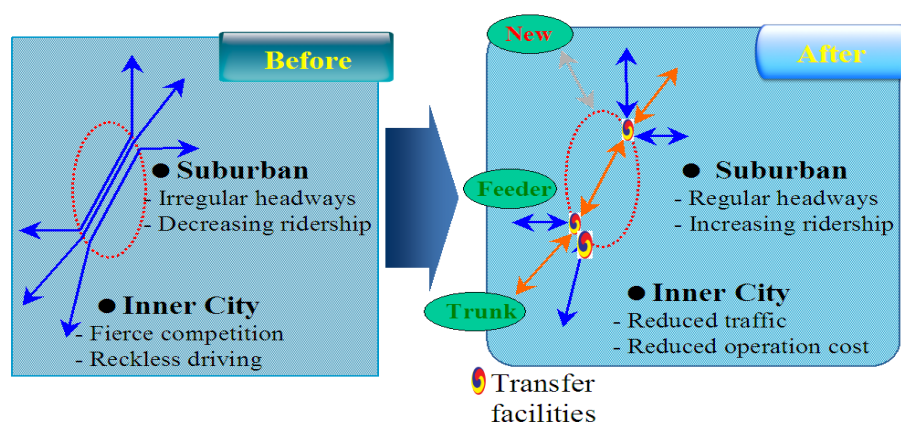 Before
● Suburban
- Irregular headways
- Decreasing ridership
● Inner City
- Fierce competition
- Reckless driving
New
After
Feeder
Trunk
● Suburban
- Regular headways
- Increasing ridership
● Inner City
- Reduced traffic
- Reduced operation cost
Transfer
facilities